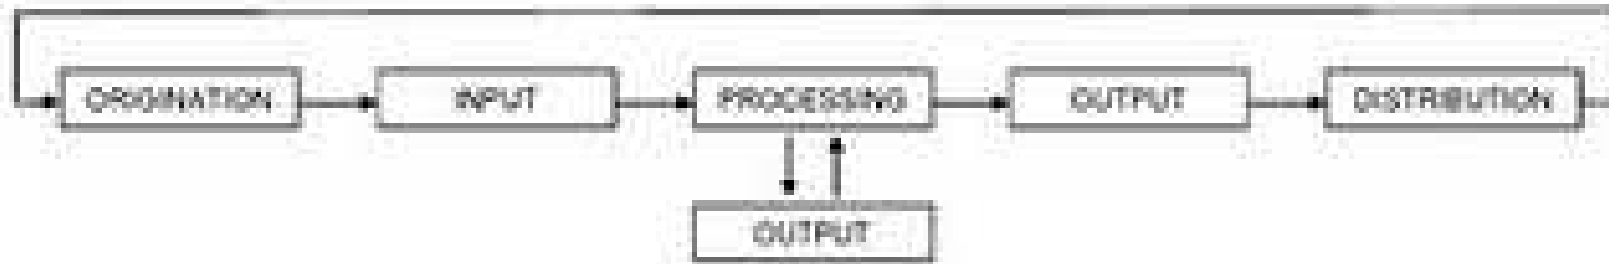 ORIGINATION
INPUT
PROCESSING
OUTPUT
DISTRIBUTION
OUTPUT